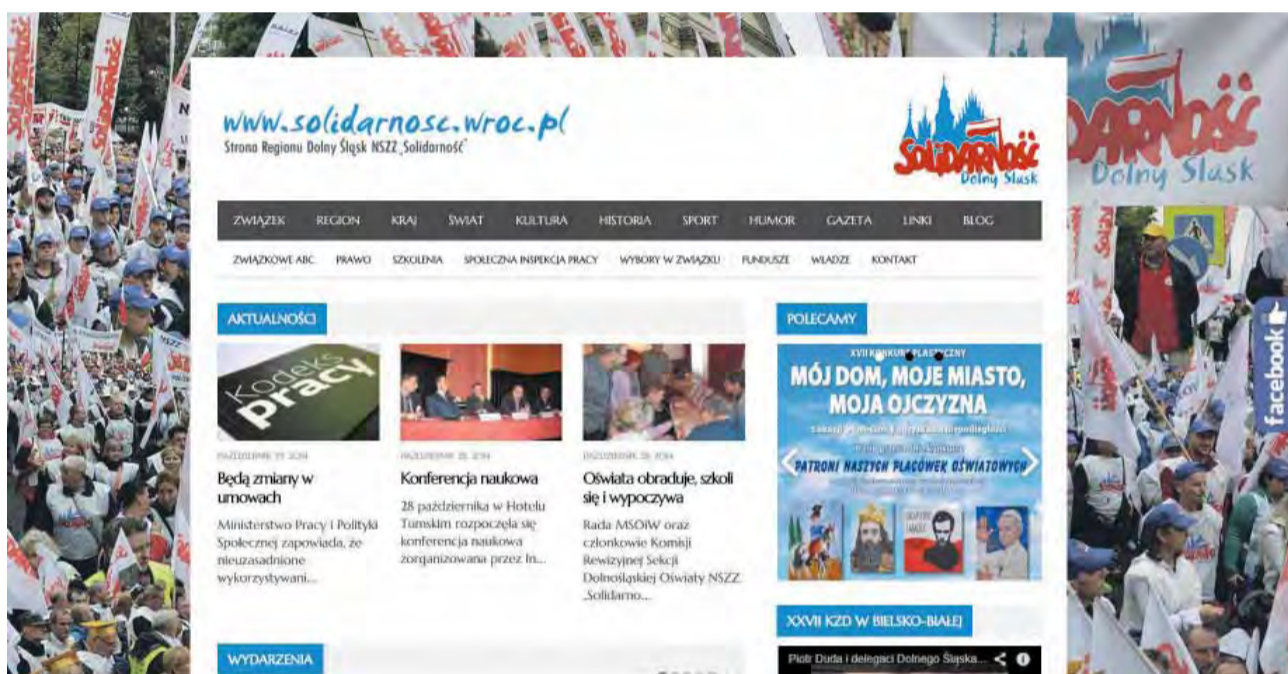 www.solidarnosc.wroc.pl
Strona Regionu Dolny Śląsk NSZZ „Solidarność”
SOLIDARNOŚĆ
Dolny Śląsk
ZWIĄZEK REGION KRAJ ŚWIAT KULTURA HISTORIA SPORT HUMOR GAZETA LINKI BLOG
ZWIĄZKOWE ABC PRAWO SZKOLENIA SPOŁECZNA INSPEKCJA PRACY WYBORY W ZWIĄZKU FUNDUSZE WŁADZE KONTAKT
AKTUALNOŚCI
Kodeks
pracy
Będą zmiany w
umowach
Ministerstwo Pracy i Polityki
Społecznej zapowiada, że
nieuzasadnione
wykorzystywani...
Konferencja naukowa
28 października w Hotelu
Tumskim rozpoczęła się
konferencja naukowa
zorganizowana przez In...
Oświata obraduje, szkoli
się i wypoczywa
Rada MSOiW oraz
członkowie Komisji
Rewizyjnej Sekcji
Dolnośląskiej Oświaty NSZZ
„Solidarno...
POLECAMY
XVII KONKURS PLASTYCZNY
MÓJ DOM, MOJE MIASTO,
MOJA OJCZYZNA
PATRONI NASZYCH PLACÓWEK OŚWIATOWYCH
XXVII KZD W BIELSKO-BIAŁEJ
Piotr Duda i delegaci Dolnego Śląska...
WYDARZENIA
Dolny Śląsk
facebook